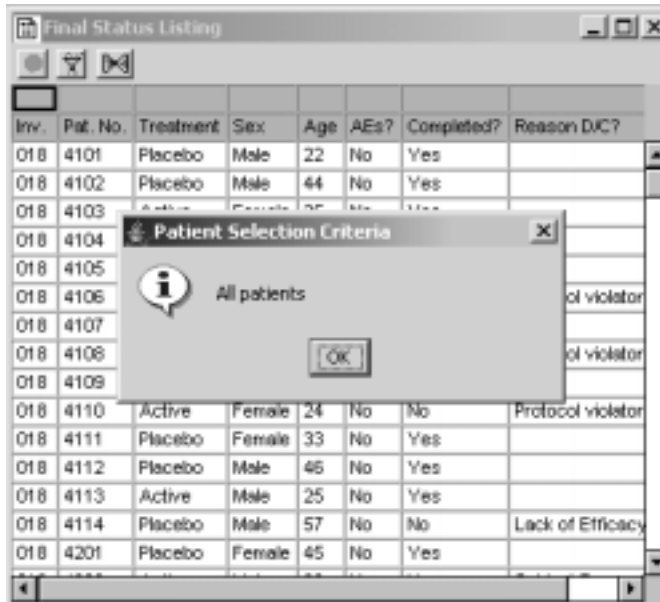 Final Status Listing
Inv. Pat. No. Treatment Sex Age AEs? Completed? Reason D/C?
018 4101 Placebo Male 22 No Yes
018 4102 Placebo Male 44 No Yes
018 4103
018 4104
Patient Selection Criteria
018 4105
018 4106 ol violator
All patients
018 4107
018 4108 ol violator
OK
018 4109
018 4110 Active Female 24 No No Protocol violator
018 4111 Placebo Female 33 No Yes
018 4112 Placebo Male 46 No Yes
018 4113 Active Male 25 No Yes
018 4114 Placebo Male 57 No No Lack of Efficacy
018 4201 Placebo Female 45 No Yes